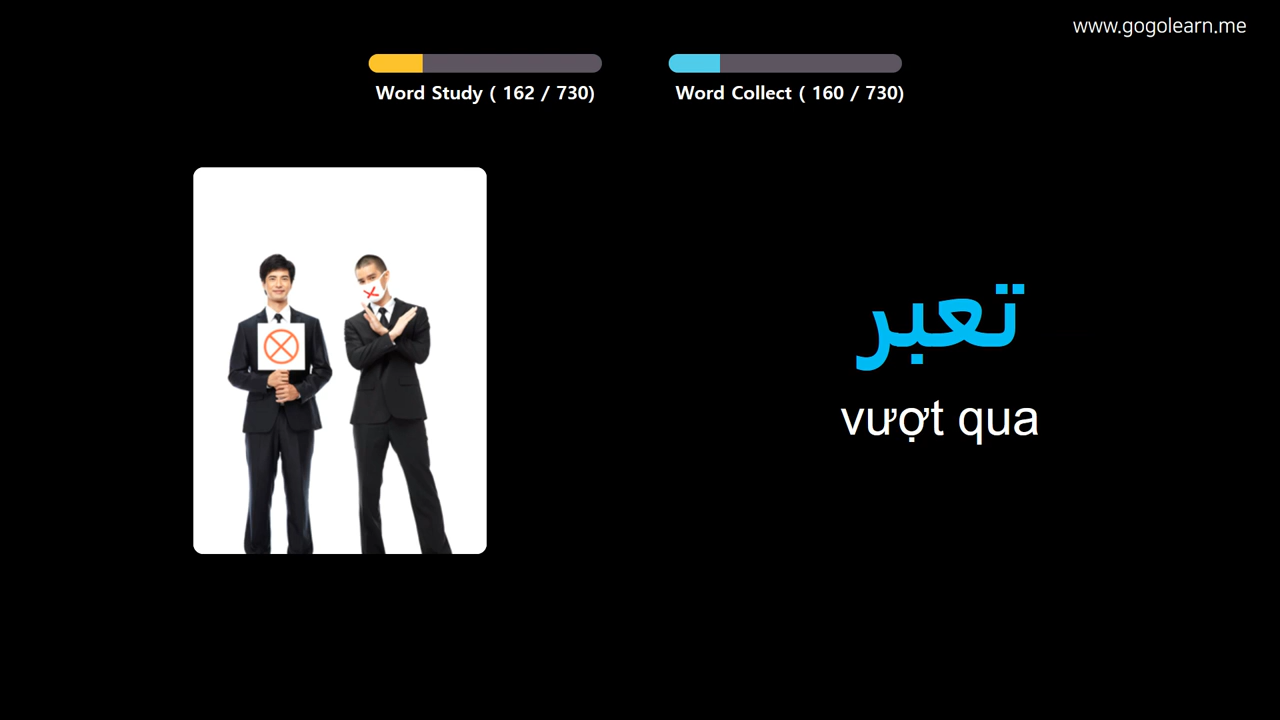 www.gogolearn.me
Word Study ( 162 / 730)
Word Collect ( 160 / 730)
تعبر
vượt qua